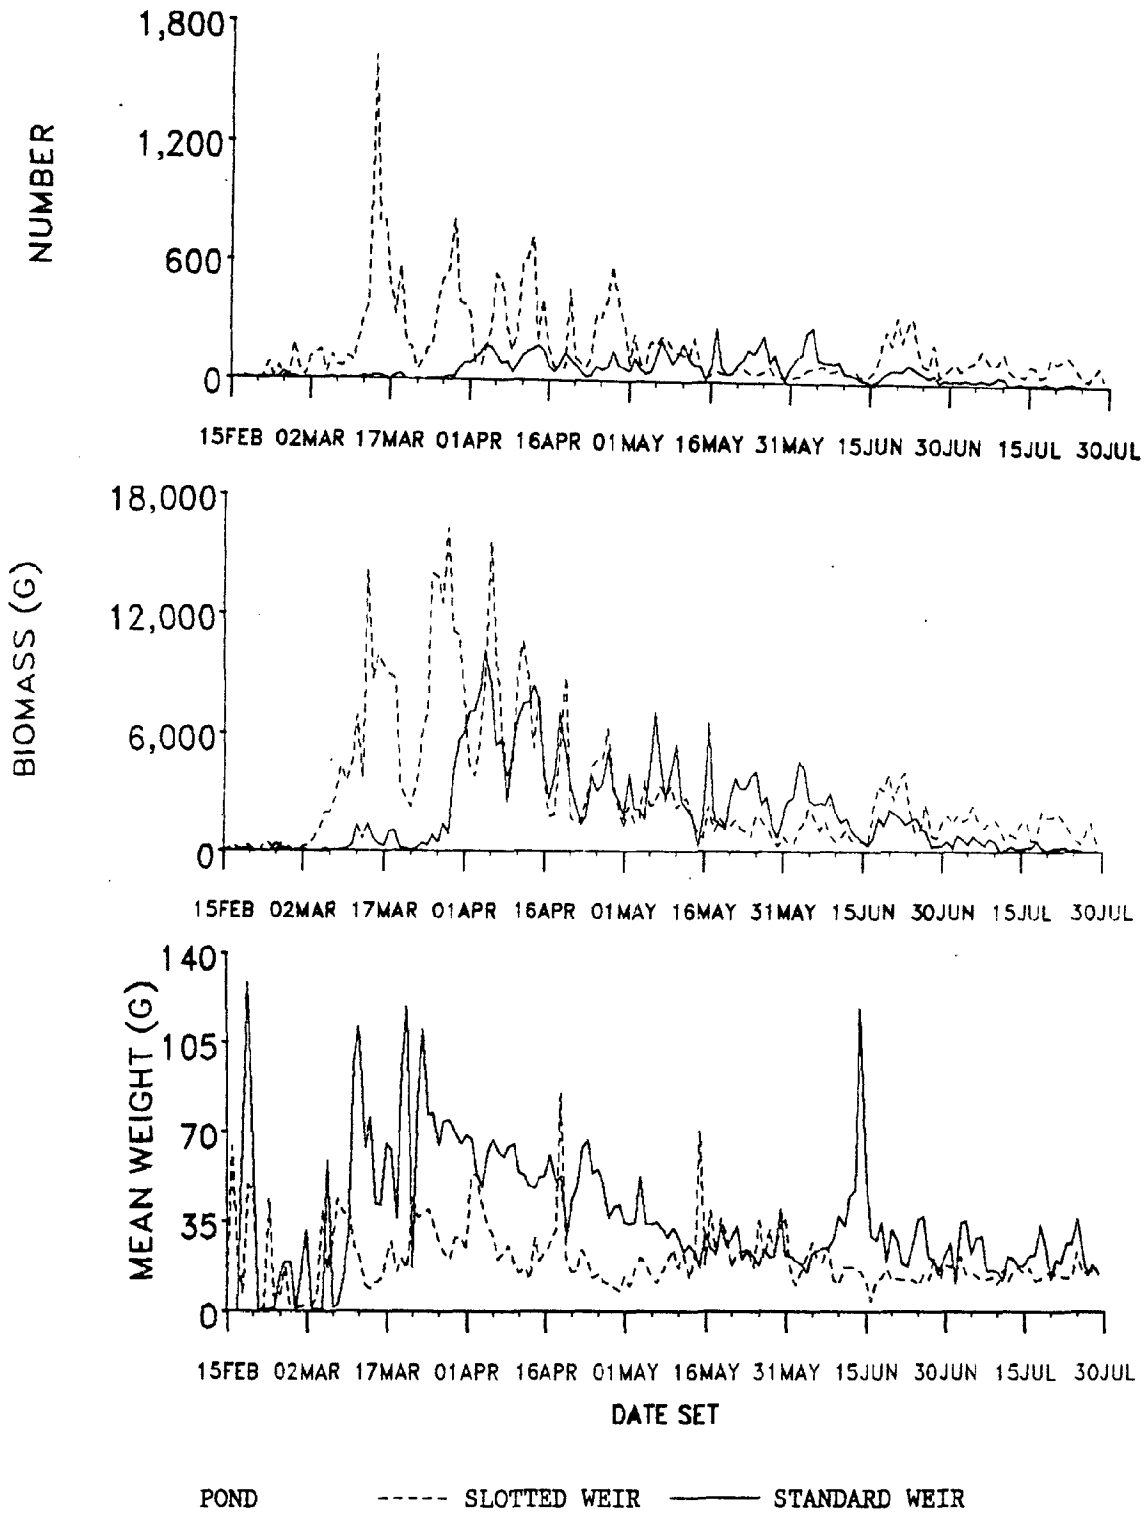 NUMBER
1,800
1,200
600
0
15FEB 02MAR 17MAR 01APR 16APR 01MAY 16MAY 31MAY 15JUN 30JUN 15JUL 30JUL
BIOMASS (G)
18,000
12,000
6,000
0
15FEB 02MAR 17MAR 01APR 16APR 01MAY 16MAY 31MAY 15JUN 30JUN 15JUL 30JUL
MEAN WEIGHT (G)
140
105
70
35
0
15FEB 02MAR 17MAR 01APR 16APR 01MAY 16MAY 31MAY 15JUN 30JUN 15JUL 30JUL
DATE SET
POND SLOTTED WEIR STANDARD WEIR